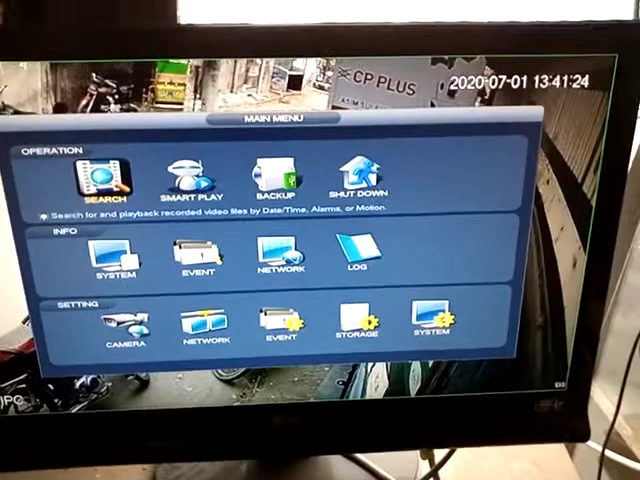 CP PLUS
2020-07-01 13:41:24
MAIN MENU
OPERATION
SEARCH
SMART PLAY
BACKUP
SHUT DOWN
Search for and playback recorded video files by Date/Time, Alarms, or Motion.
INFO
SYSTEM
EVENT
NETWORK
LOG
SETTING
CAMERA
NETWORK
EVENT
STORAGE
SYSTEM
PC